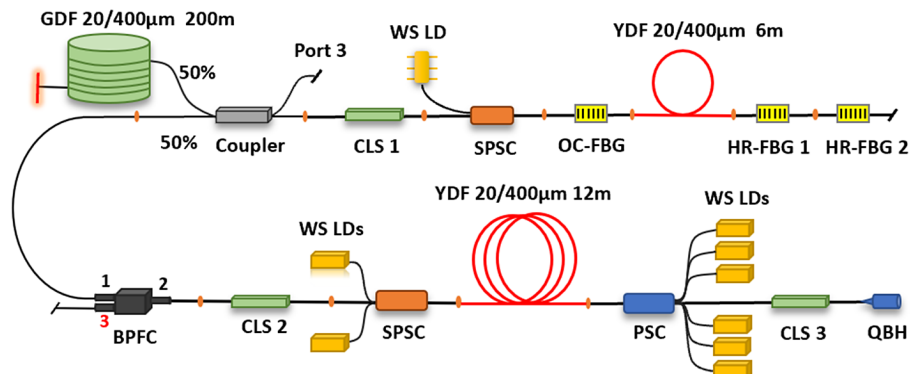 GDF 20/400μm 200m
WS LD
YDF 20/400μm 6m
Port 3
50%
50%
Coupler
CLS 1
SPSC
OC-FBG
HR-FBG 1
HR-FBG 2
YDF 20/400μm 12m
WS LDs
WS LDs
1
2
3
BPFC
CLS 2
SPSC
PSC
CLS 3
QBH